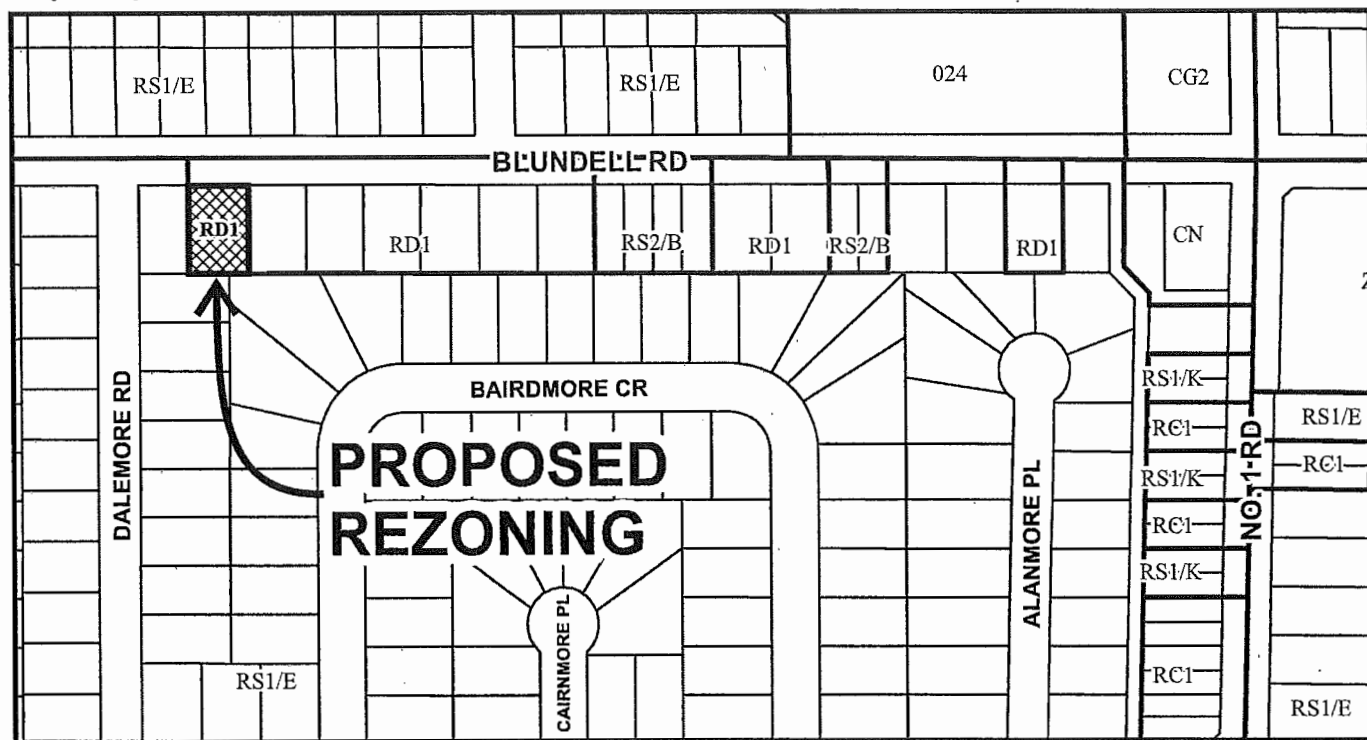 RS1/E
RS1/E
024
CG2
BLUNDELL RD
RD1
RD1
RS2/B
RD1
RS2/B
RD1
CN
BAIRDMORE CR
DALEMORE RD
PROPOSED
REZONING
ALANMORE PL
CAIRNMORE PL
NO. 1 RD
RS1/K
RC1
RS1/K
RC1
RS1/K
RC1
RS1/E
RC1
RS1/E
RS1/E